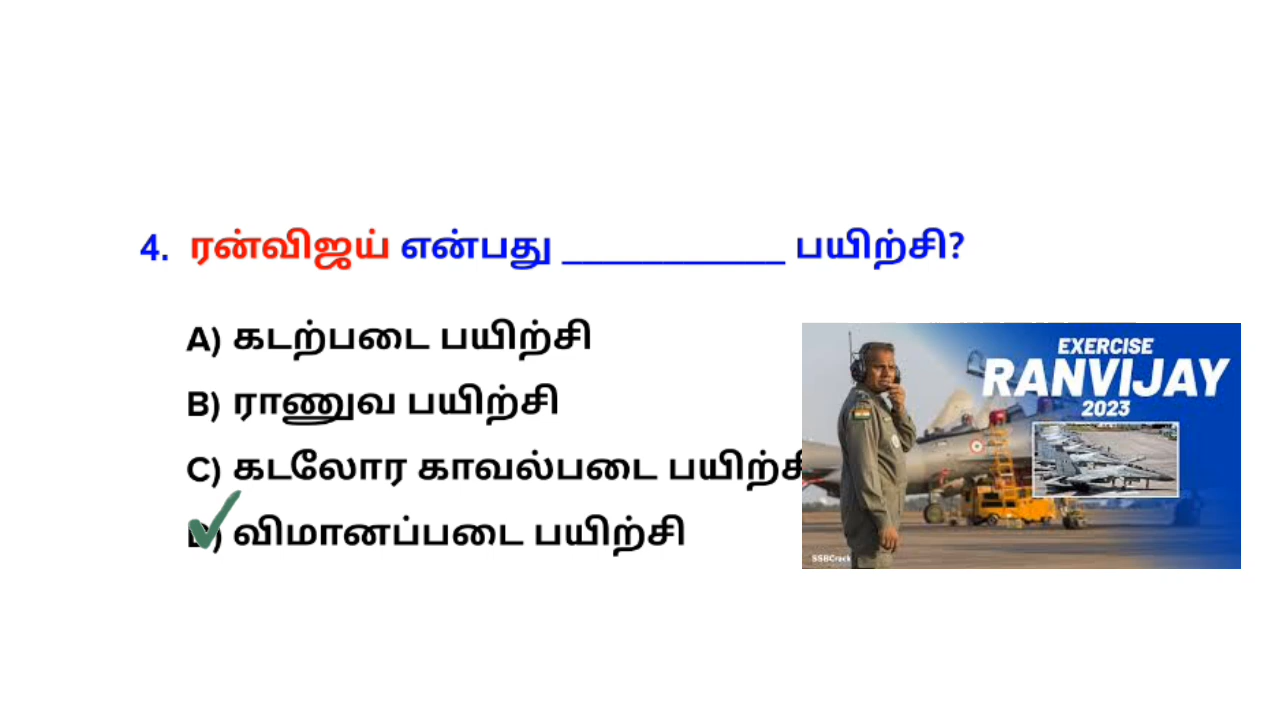 4. ரன்விஜய் என்பது ____________ பயிற்சி?
A) கடற்படை பயிற்சி
B) ராணுவ பயிற்சி
C) கடலோர காவல்படை பயிற்சி
D) விமானப்படை பயிற்சி
EXERCISE
RANVIJAY
2023
SSBCrack